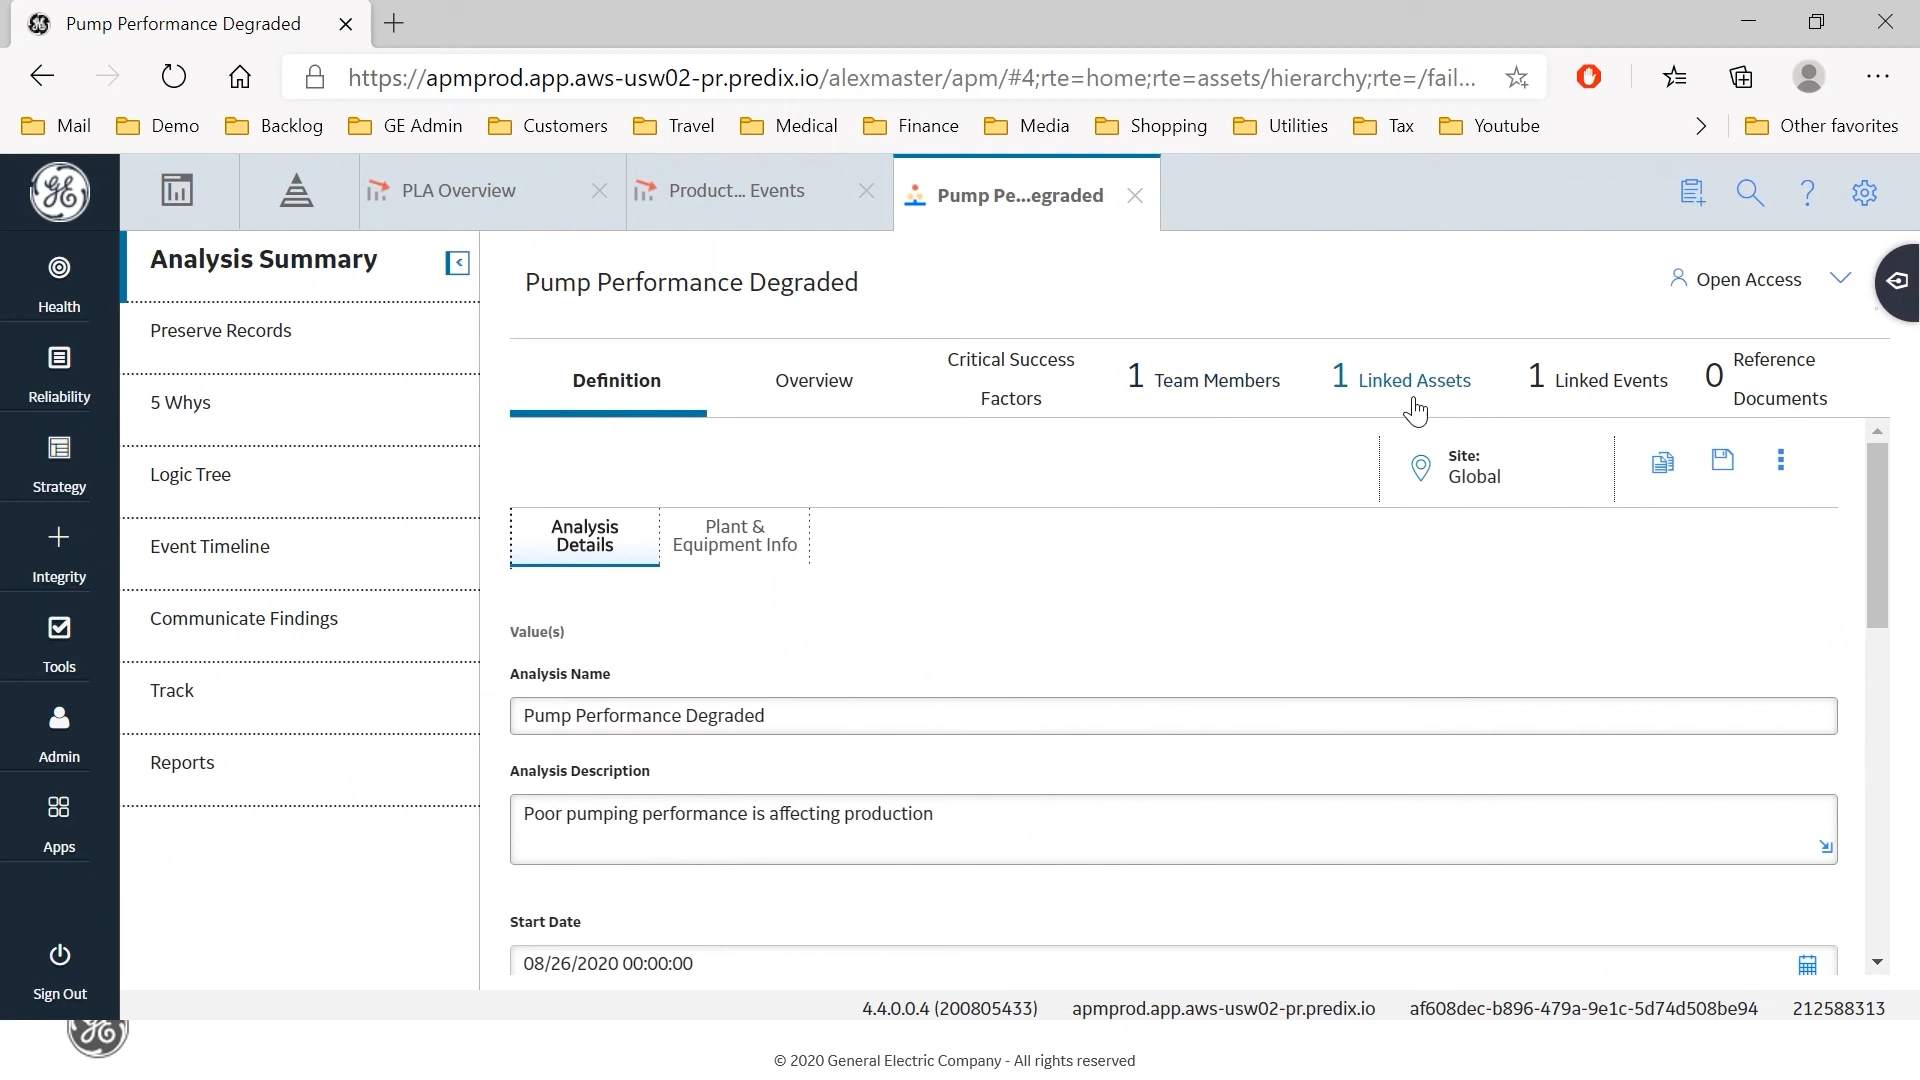 Pump Performance Degraded
https://apmprod.app.aws-usw02-pr.predix.io/alexmaster/apm/#4;rte=home;rte=assets/hierarchy;rte=/fail...
Mail Demo Backlog GE Admin Customers Travel Medical Finance Media Shopping Utilities Tax Youtube Other favorites
PLA Overview Product... Events Pump Pe...egraded
Health
Reliability
Strategy
Integrity
Tools
Admin
Apps
Sign Out
Analysis Summary
Preserve Records
5 Whys
Logic Tree
Event Timeline
Communicate Findings
Track
Reports
Pump Performance Degraded
Open Access
Definition
Overview
Critical Success
Factors
1 Team Members
1 Linked Assets
1 Linked Events
0 Reference
Documents
Site:
Global
Analysis
Details
Plant &
Equipment Info
Value(s)
Analysis Name
Pump Performance Degraded
Analysis Description
Poor pumping performance is affecting production
Start Date
08/26/2020 00:00:00
4.4.0.0.4 (200805433) apmprod.app.aws-usw02-pr.predix.io af608dec-b896-479a-9e1c-5d74d508be94 212588313
© 2020 General Electric Company - All rights reserved